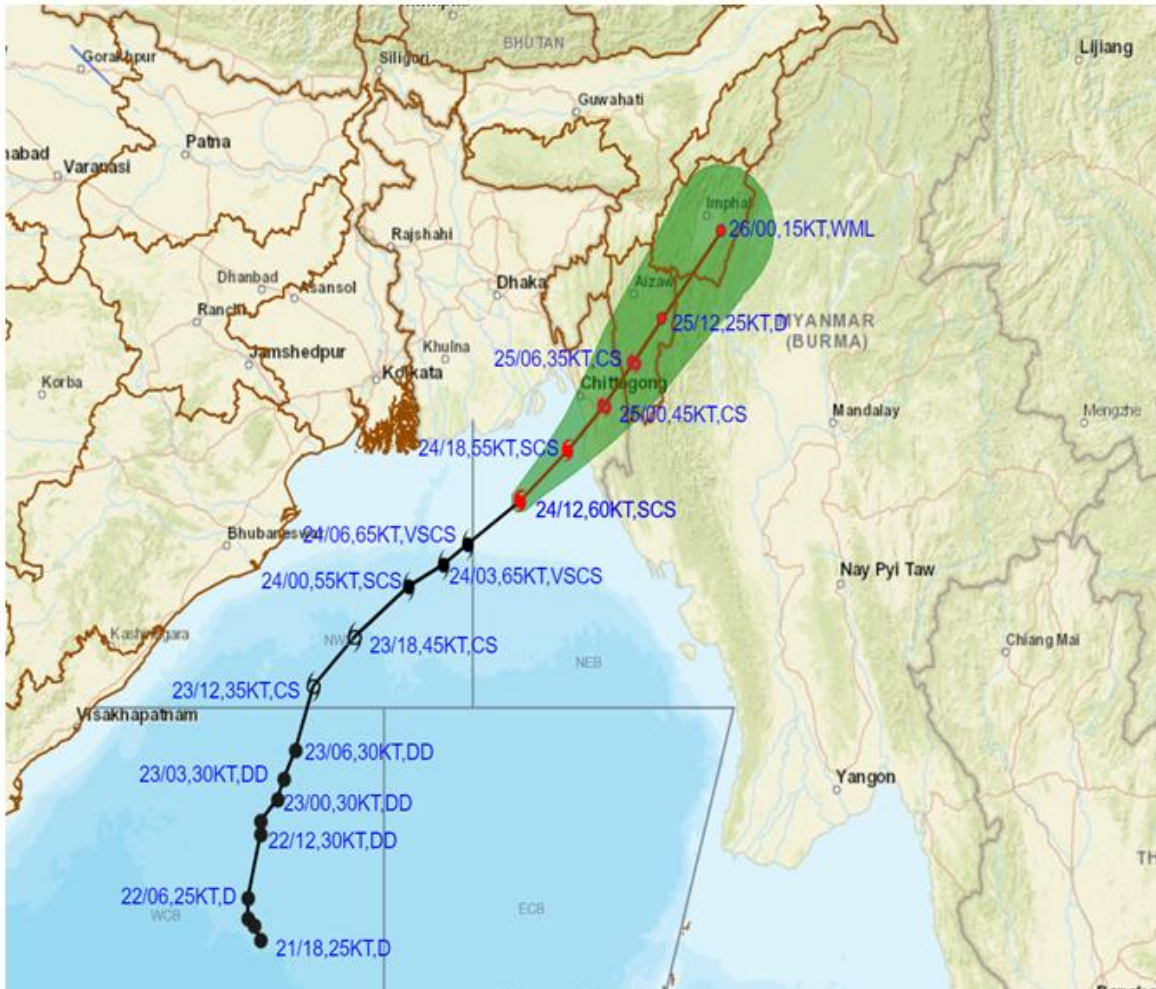 BHUTAN
Gorakhpur
Siliguri
Lijiang
Guwahati
Patna
Varanasi
Imphal
26/00,15KT,WML
Rajshahi
Dhanbad
Asansol
Dhaka
Aizaw
Ranchi
25/12,25KT,D
MYANMAR
(BURMA)
Jamshedpur
Khulna
25/06,35KT,CS
Korba
Kolkata
Chittagong
25/00,45KT,CS
Mandalay
Mengzhe
24/18,55KT,SCS
24/12,60KT,SCS
Bhubaneswar
24/06,65KT,VSCS
24/00,55KT,SCS
24/03,65KT,VSCS
Nay Pyi Taw
NW
23/18,45KT,CS
Chiang Mai
NEB
23/12,35KT,CS
Visakhapatnam
23/06,30KT,DD
23/03,30KT,DD
Yangon
23/00,30KT,DD
22/12,30KT,DD
TH
22/06,25KT,D
WCB
ECB
21/18,25KT,D